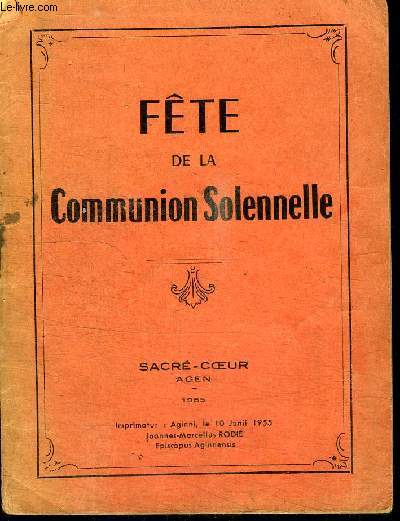 Le-livre.com
FÊTE
DE LA
Communion Solennelle
SACRÉ-CŒUR
AGEN
1955
Imprimatur : Aginni, le 10 Junii 1955
Joannes-Marcellus RODIÉ
Episcopus Aginnensis